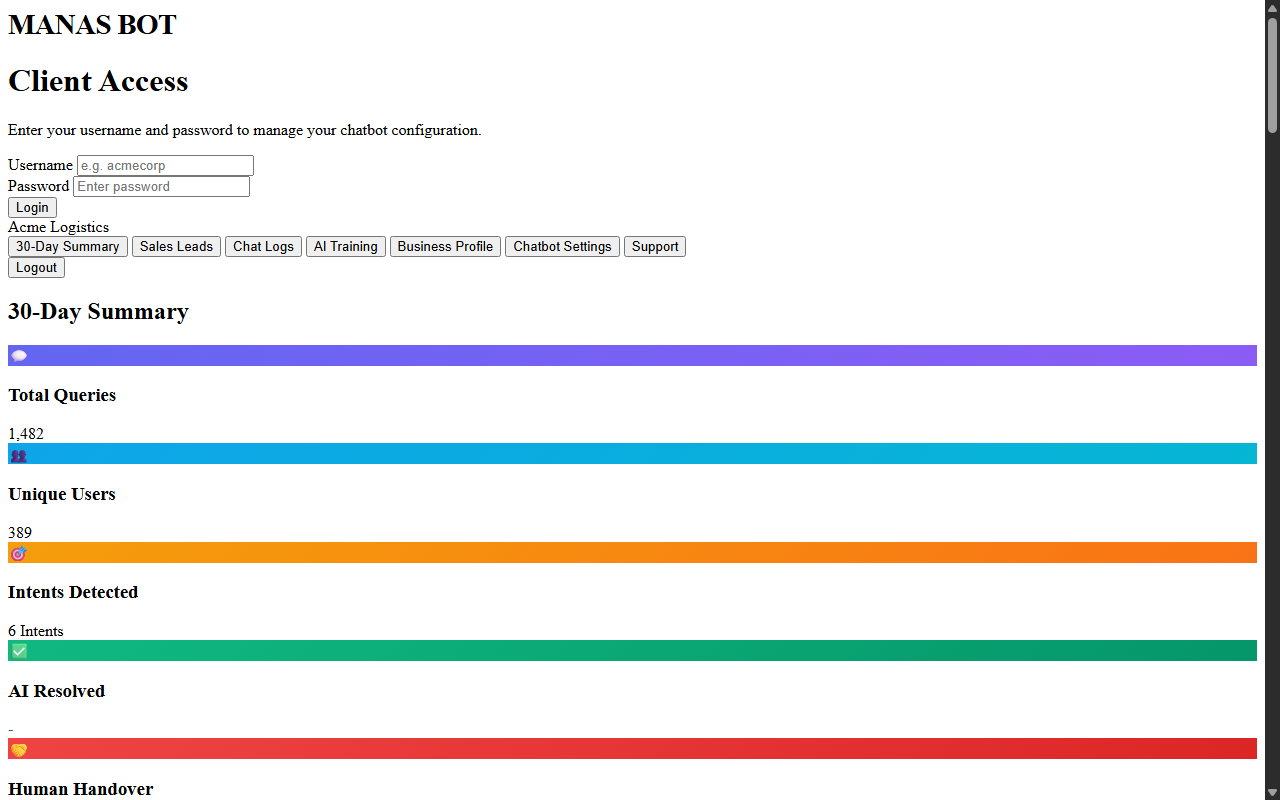 MANAS BOT
Client Access
Enter your username and password to manage your chatbot configuration.
Username e.g. acmecorp
Password Enter password
Login
Acme Logistics
30-Day Summary Sales Leads Chat Logs AI Training Business Profile Chatbot Settings Support
Logout
30-Day Summary
Total Queries
1,482
Unique Users
389
Intents Detected
6 Intents
AI Resolved
-
Human Handover